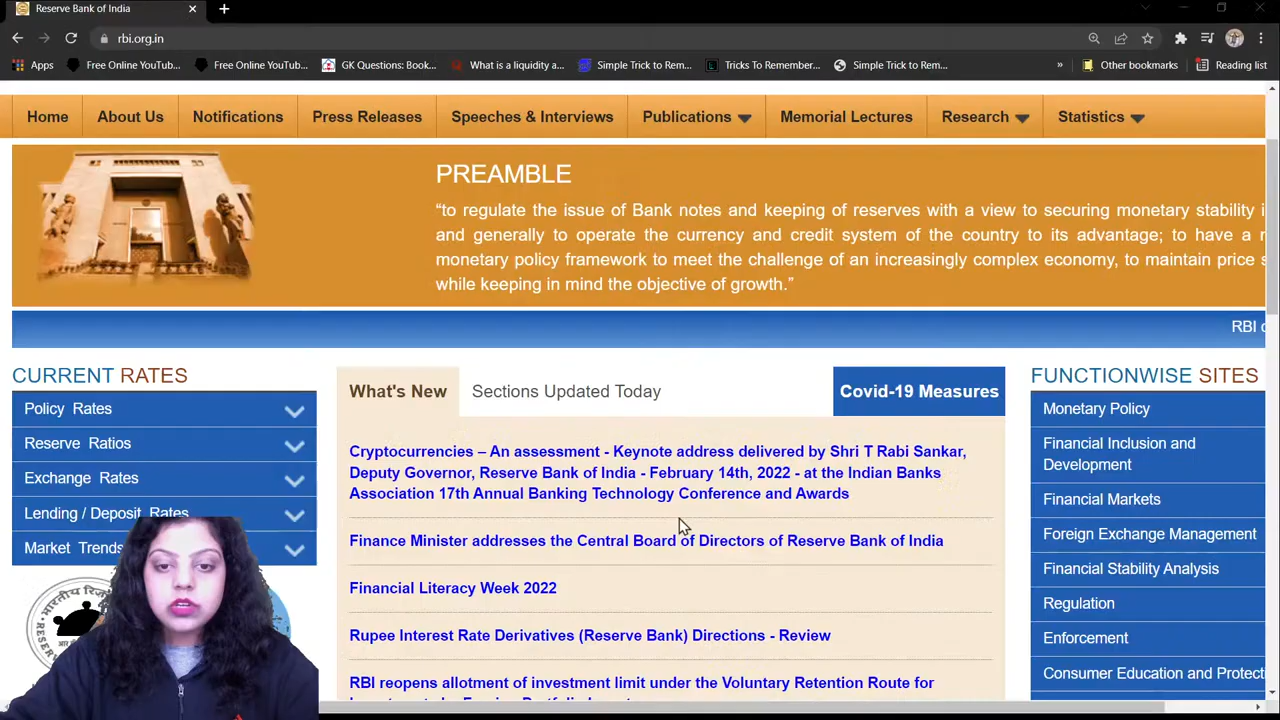 Reserve Bank of India
rbi.org.in
Apps
Free Online YouTub...
Free Online YouTub...
GK Questions: Book...
What is a liquidity a...
Simple Trick to Rem...
Tricks To Remember...
Simple Trick to Rem...
»
Other bookmarks
Reading list
Home
About Us
Notifications
Press Releases
Speeches & Interviews
Publications
Memorial Lectures
Research
Statistics
PREAMBLE
“to regulate the issue of Bank notes and keeping of reserves with a view to securing monetary stability i
and generally to operate the currency and credit system of the country to its advantage; to have a
monetary policy framework to meet the challenge of an increasingly complex economy, to maintain price
while keeping in mind the objective of growth.”
RBI
CURRENT RATES
Policy Rates
Reserve Ratios
Exchange Rates
Lending / Deposit Rates
Market Trends
What's New
Sections Updated Today
Covid-19 Measures
Cryptocurrencies – An assessment - Keynote address delivered by Shri T Rabi Sankar,
Deputy Governor, Reserve Bank of India - February 14th, 2022 - at the Indian Banks
Association 17th Annual Banking Technology Conference and Awards
Finance Minister addresses the Central Board of Directors of Reserve Bank of India
Financial Literacy Week 2022
Rupee Interest Rate Derivatives (Reserve Bank) Directions - Review
RBI reopens allotment of investment limit under the Voluntary Retention Route for
FUNCTIONWISE SITES
Monetary Policy
Financial Inclusion and
Development
Financial Markets
Foreign Exchange Management
Financial Stability Analysis
Regulation
Enforcement
Consumer Education and Protect